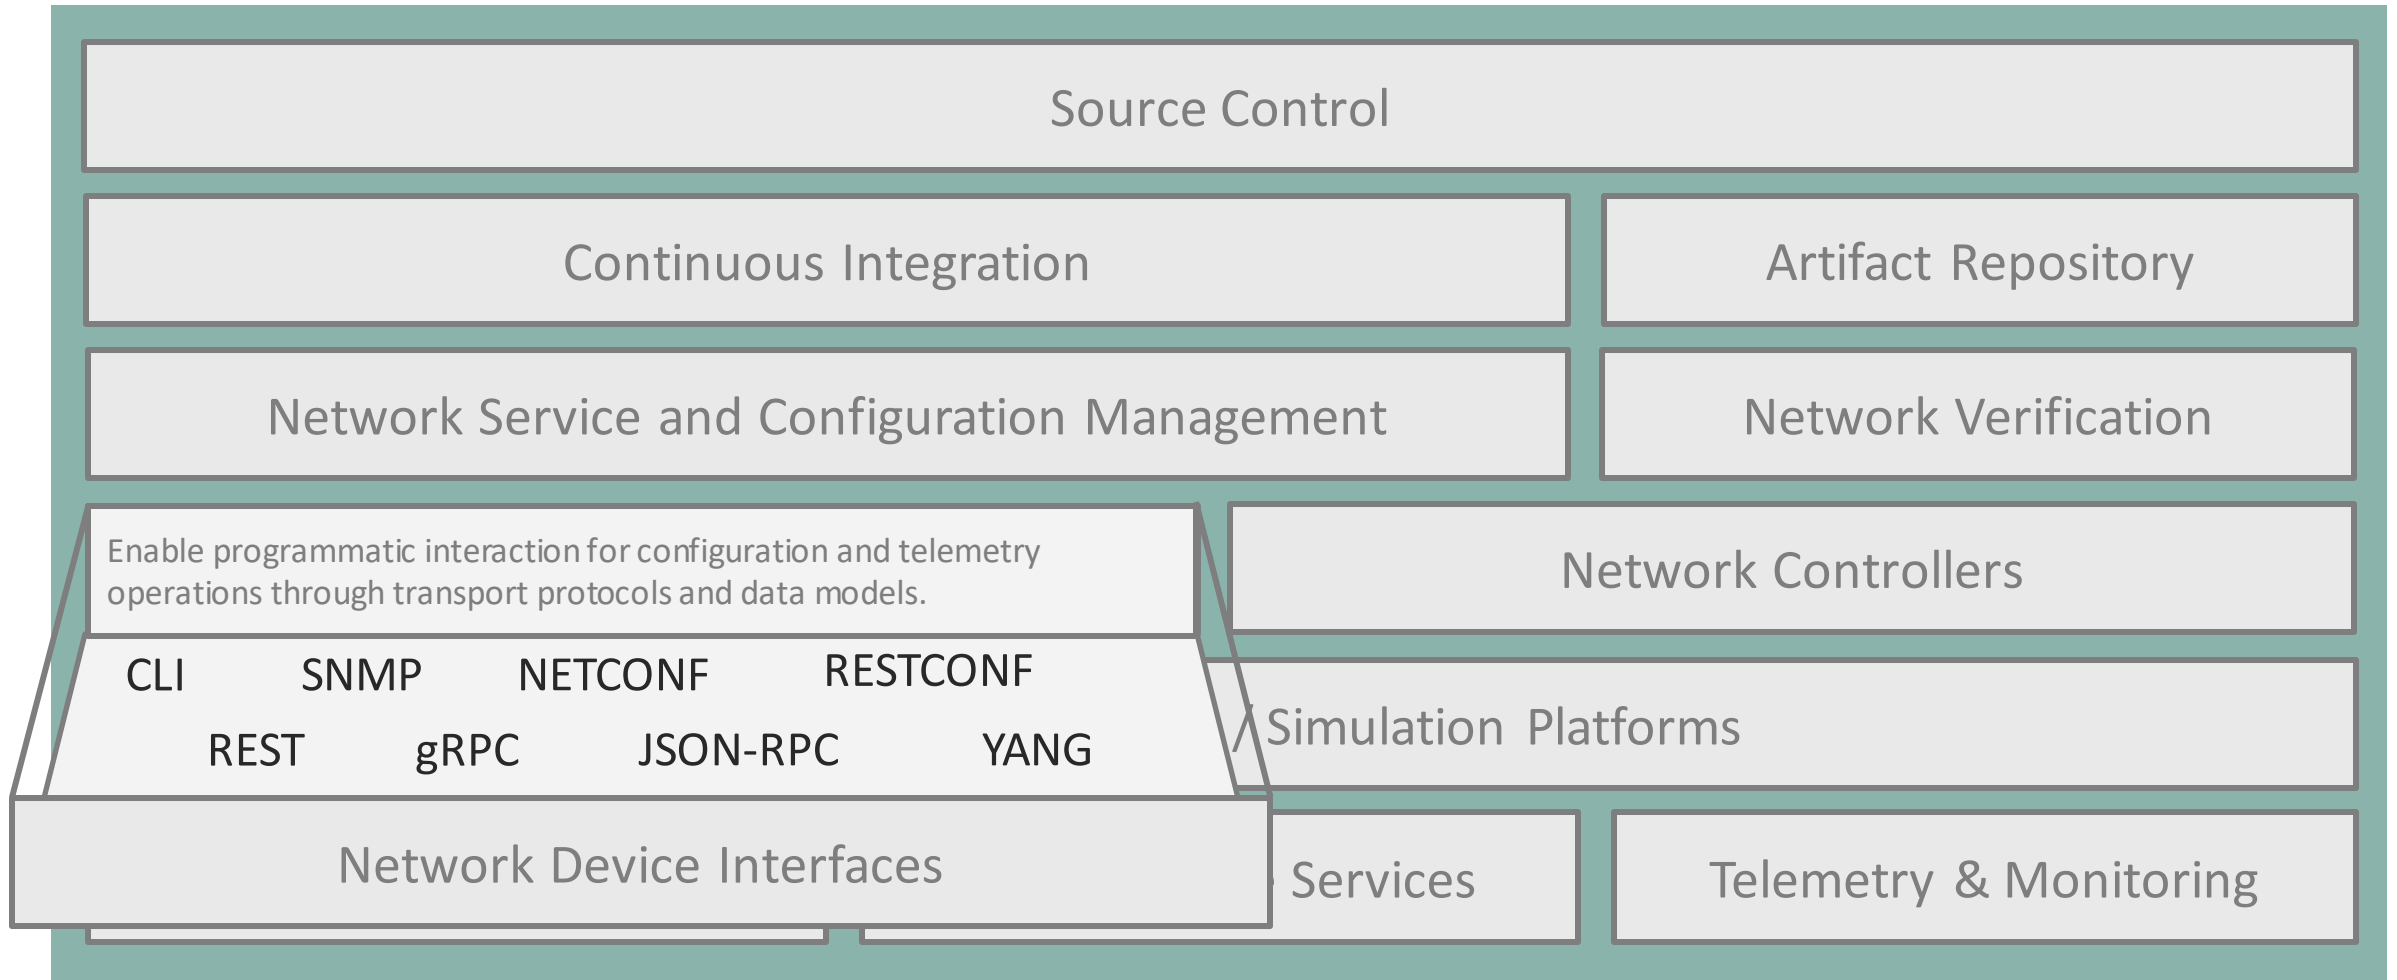 Source Control
Continuous Integration
Artifact Repository
Network Service and Configuration Management
Network Verification
Enable programmatic interaction for configuration and telemetry
operations through transport protocols and data models.
Network Controllers
CLI SNMP NETCONF RESTCONF
REST gRPC JSON-RPC YANG
/ Simulation Platforms
Network Device Interfaces
Services
Telemetry & Monitoring